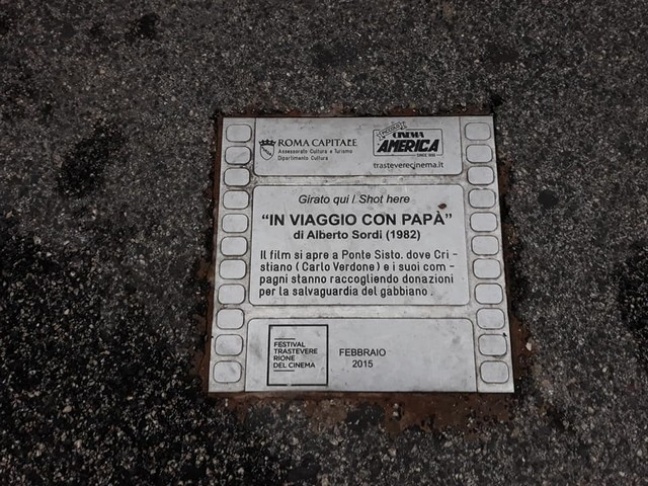 ROMA CAPITALE
Assessorato Cultura e Turismo
Dipartimento Cultura
PICCOLO
CINEMA
AMERICA
trasteverecinema.it
Girato qui / Shot here
“IN VIAGGIO CON PAPÀ”
di Alberto Sordi (1982)
Il film si apre a Ponte Sisto, dove Cri-
stiano (Carlo Verdone) e i suoi com-
pagni stanno raccogliendo donazioni
per la salvaguardia del gabbiano.
FESTIVAL
TRASTEVERE
RIONE
DEL CINEMA
FEBBRAIO
2015